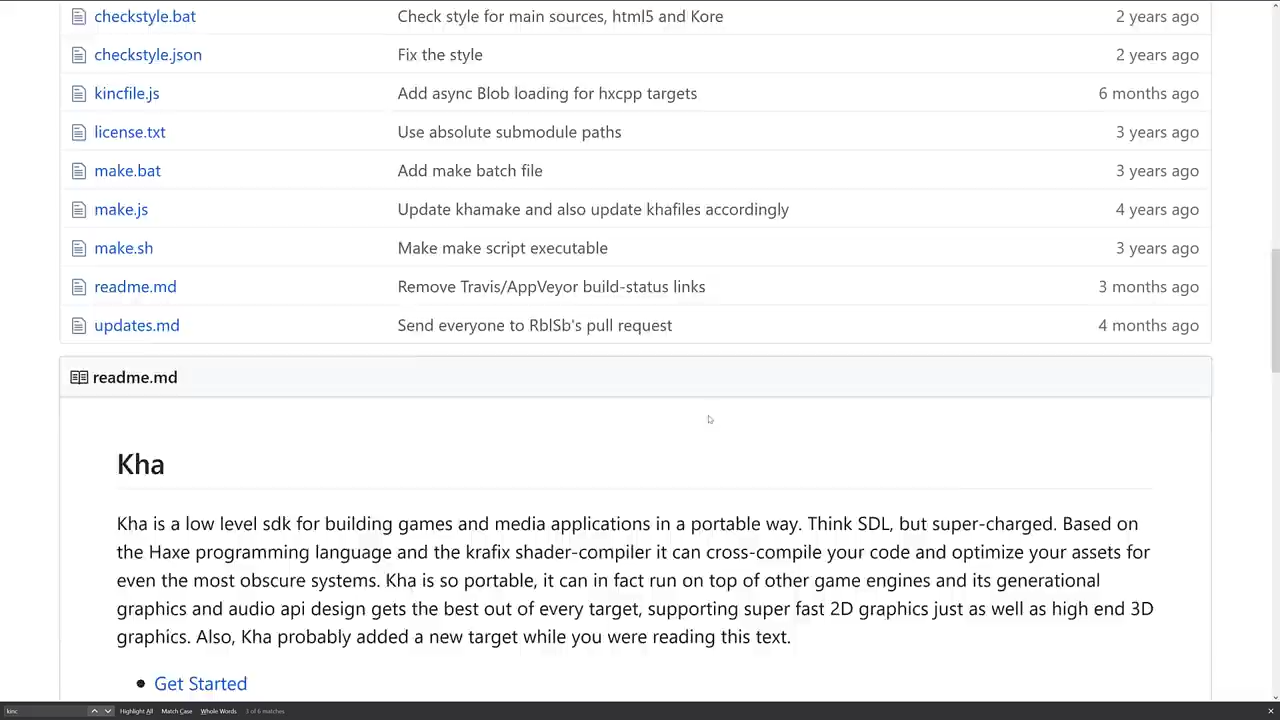 checkstyle.bat Check style for main sources, html5 and Kore 2 years ago
checkstyle.json Fix the style 2 years ago
kincfile.js Add async Blob loading for hxcpp targets 6 months ago
license.txt Use absolute submodule paths 3 years ago
make.bat Add make batch file 3 years ago
make.js Update khamake and also update khafiles accordingly 4 years ago
make.sh Make make script executable 3 years ago
readme.md Remove Travis/AppVeyor build-status links 3 months ago
updates.md Send everyone to RblSb's pull request 4 months ago
readme.md
Kha
Kha is a low level sdk for building games and media applications in a portable way. Think SDL, but super-charged. Based on
the Haxe programming language and the krafix shader-compiler it can cross-compile your code and optimize your assets for
even the most obscure systems. Kha is so portable, it can in fact run on top of other game engines and its generational
graphics and audio api design gets the best out of every target, supporting super fast 2D graphics just as well as high end 3D
graphics. Also, Kha probably added a new target while you were reading this text.
Get Started
kinc Highlight All Match Case Whole Words 3 of 6 matches